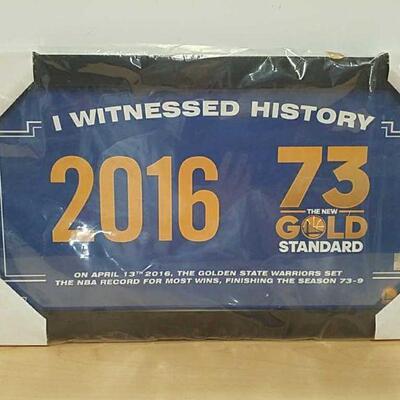 I WITNESSED HISTORY
2016
73
THE NEW
GOLD
STANDARD
ON APRIL 13TH 2016, THE GOLDEN STATE WARRIORS SET
THE NBA RECORD FOR MOST WINS, FINISHING THE SEASON 73-9